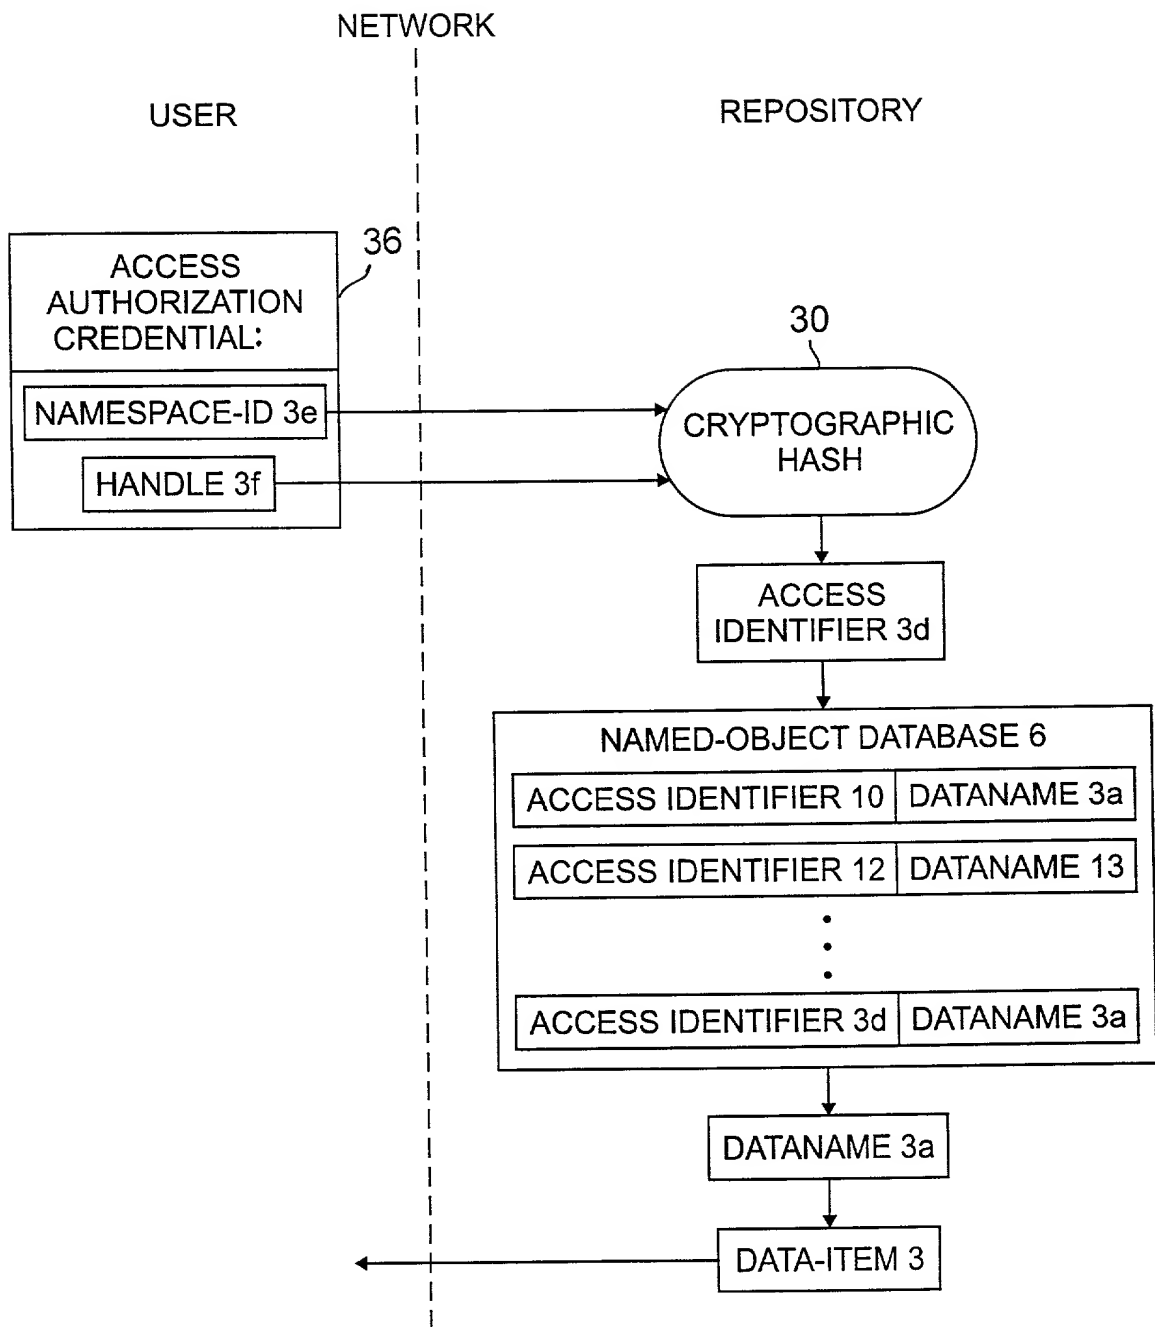 NETWORK
USER
REPOSITORY
36
ACCESS
AUTHORIZATION
CREDENTIAL:
NAMESPACE-ID 3e
HANDLE 3f
30
CRYPTOGRAPHIC
HASH
ACCESS
IDENTIFIER 3d
NAMED-OBJECT DATABASE 6
ACCESS IDENTIFIER 10 DATANAME 3a
ACCESS IDENTIFIER 12 DATANAME 13
ACCESS IDENTIFIER 3d DATANAME 3a
DATANAME 3a
DATA-ITEM 3